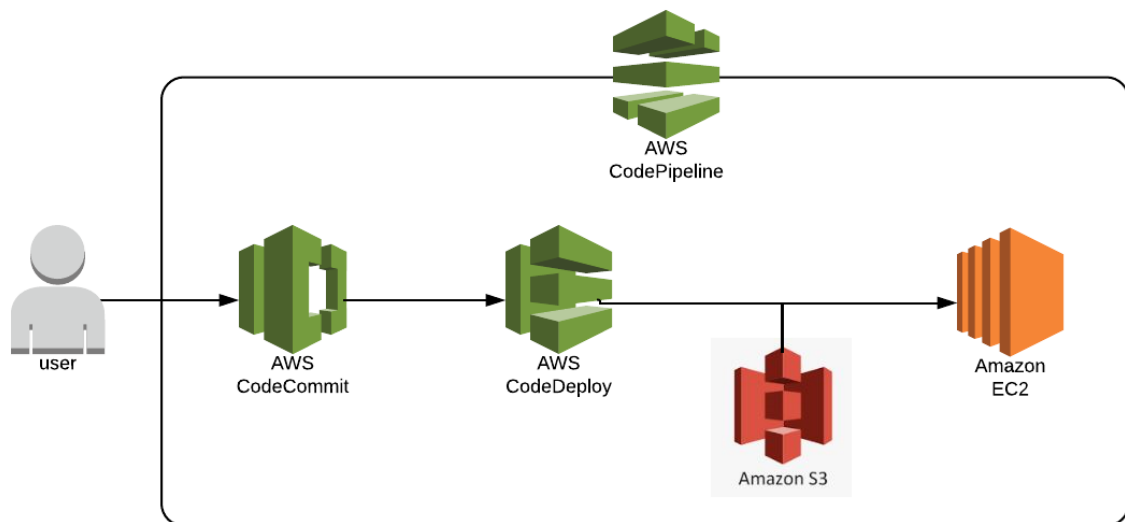 AWS
CodePipeline
user
AWS
CodeCommit
AWS
CodeDeploy
Amazon S3
Amazon
EC2